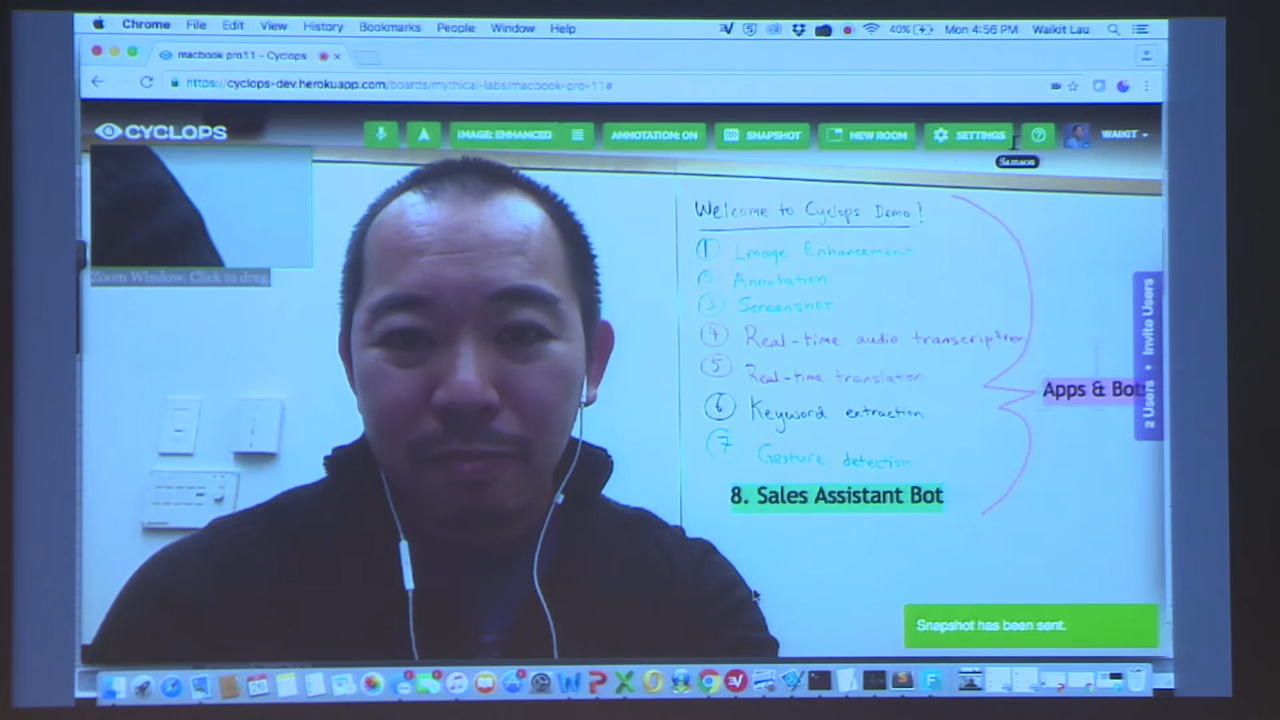 Chrome File Edit View History Bookmarks People Window Help 40% Mon 4:56 PM Waikit Lau
macbook pro11 - Cyclops
https://cyclops-dev.herokuapp.com/boards/mythical-labs/macbook-pro-11#
CYCLOPS IMAGE: ENHANCED ANNOTATION: ON SNAPSHOT NEW ROOM SETTINGS WAIKIT
Samson
Zoom Window. Click to drag
Welcome to Cyclops Demo!
1 Image Enhancement
2 Annotation
3 Screenshot
4 Real-time audio transcription
5 Real-time translation
6 Keyword extraction
7 Gesture detection
8. Sales Assistant Bot
Apps & Bots
2 Users • Invite Users
Snapshot has been sent.
26